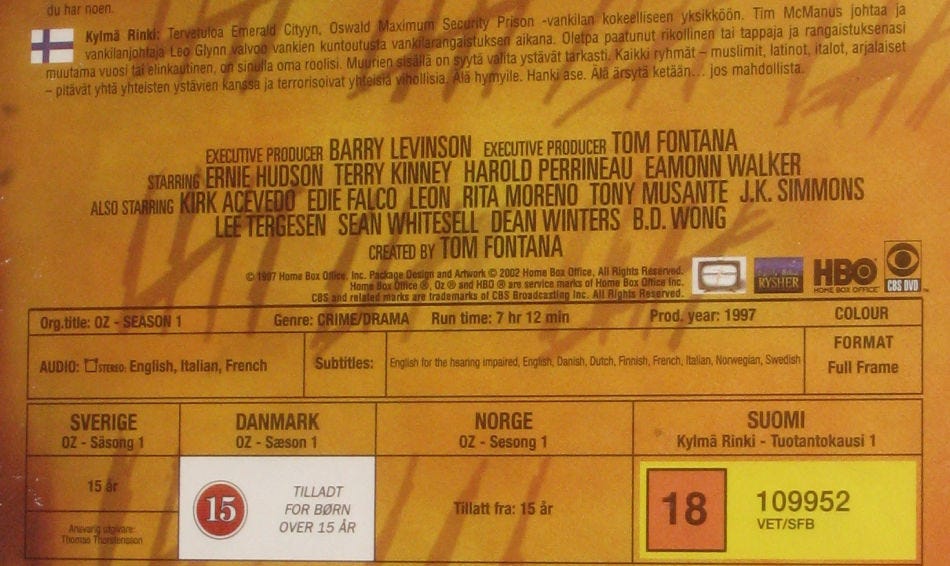 du har noen.
Kylmä Rinki: Tervetuloa Emerald Cityyn, Oswald Maximum Security Prison -vankilan kokeelliseen yksikköön. Tim McManus johtaa ja
vankilanjohtaja Leo Glynn valvoo vankien kuntoutusta vankilarangaistuksen aikana. Oletpa paatunut rikollinen tai tappaja ja rangaistuksenasi
muutama vuosi tai elinkautinen, on sinulla oma roolisi. Muurien sisällä on syytä valita ystävät tarkasti. Kaikki ryhmät – muslimit, latinot, italot, arjalaiset
– pitävät yhtä yhteisten ystävien kanssa ja terrorisoivat yhteisiä vihollisia. Älä hymyile. Hanki ase. Älä ärsytä ketään... jos mahdollista.
EXECUTIVE PRODUCER BARRY LEVINSON EXECUTIVE PRODUCER TOM FONTANA
STARRING ERNIE HUDSON TERRY KINNEY HAROLD PERRINEAU EAMONN WALKER
ALSO STARRING KIRK ACEVEDO EDIE FALCO LEON RITA MORENO TONY MUSANTE J.K. SIMMONS
LEE TERGESEN SEAN WHITESELL DEAN WINTERS B.D. WONG
CREATED BY TOM FONTANA
© 1997 Home Box Office, Inc. Package Design and Artwork © 2002 Home Box Office, All Rights Reserved.
Home Box Office ®, Oz ® and HBO ® are service marks of Home Box Office Inc.
CBS and related marks are trademarks of CBS Broadcasting Inc. All Rights Reserved.
RYSHER
HBO
HOME BOX OFFICE
CBS DVD
Org.title: OZ - SEASON 1 Genre: CRIME/DRAMA Run time: 7 hr 12 min Prod. year: 1997 COLOUR
AUDIO: STEREO: English, Italian, French
Subtitles: English for the hearing impaired, English, Danish, Dutch, Finnish, French, Italian, Norwegian, Swedish
FORMAT
Full Frame
SVERIGE
OZ - Säsong 1
15 år
Ansvarig utgivare:
Thomas Thorstensson
DANMARK
OZ - Sæson 1
15
TILLADT
FOR BØRN
OVER 15 ÅR
NORGE
OZ - Sesong 1
Tillatt fra: 15 år
SUOMI
Kylmä Rinki - Tuotantokausi 1
18
109952
VET/SFB